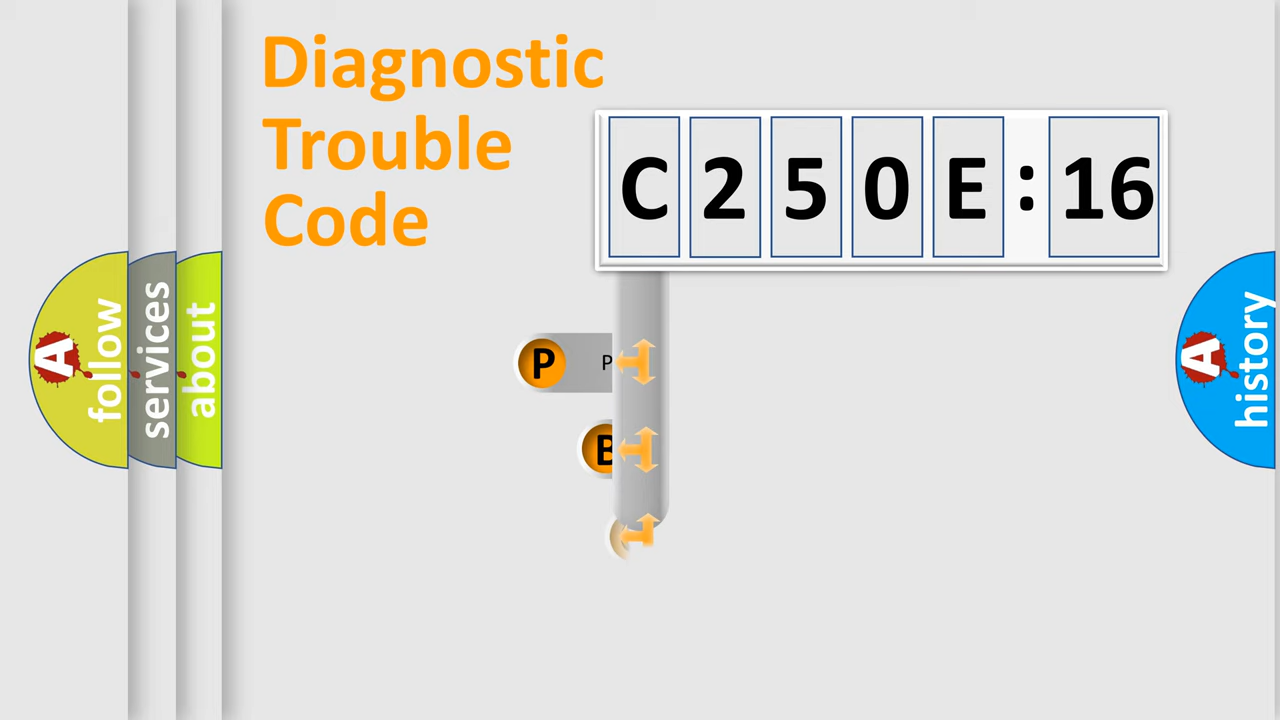 Diagnostic
Trouble
Code
C250E:16
P
P
B
A
follow
services
about
A
history